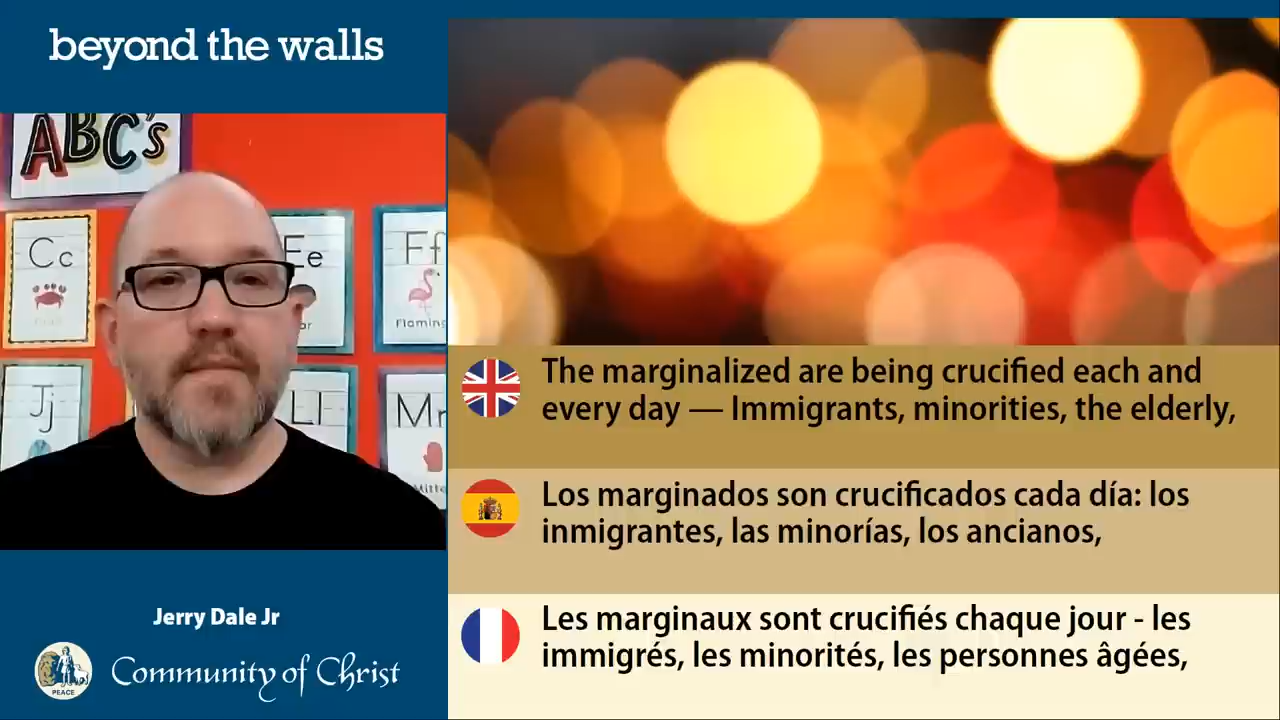 beyond the walls
ABC's
Cc
Ee
Ff
Jj
The marginalized are being crucified each and
every day — Immigrants, minorities, the elderly,
Los marginados son crucificados cada día: los
inmigrantes, las minorías, los ancianos,
Les marginaux sont crucifiés chaque jour - les
immigrés, les minorités, les personnes âgées,
Jerry Dale Jr
PEACE
Community of Christ